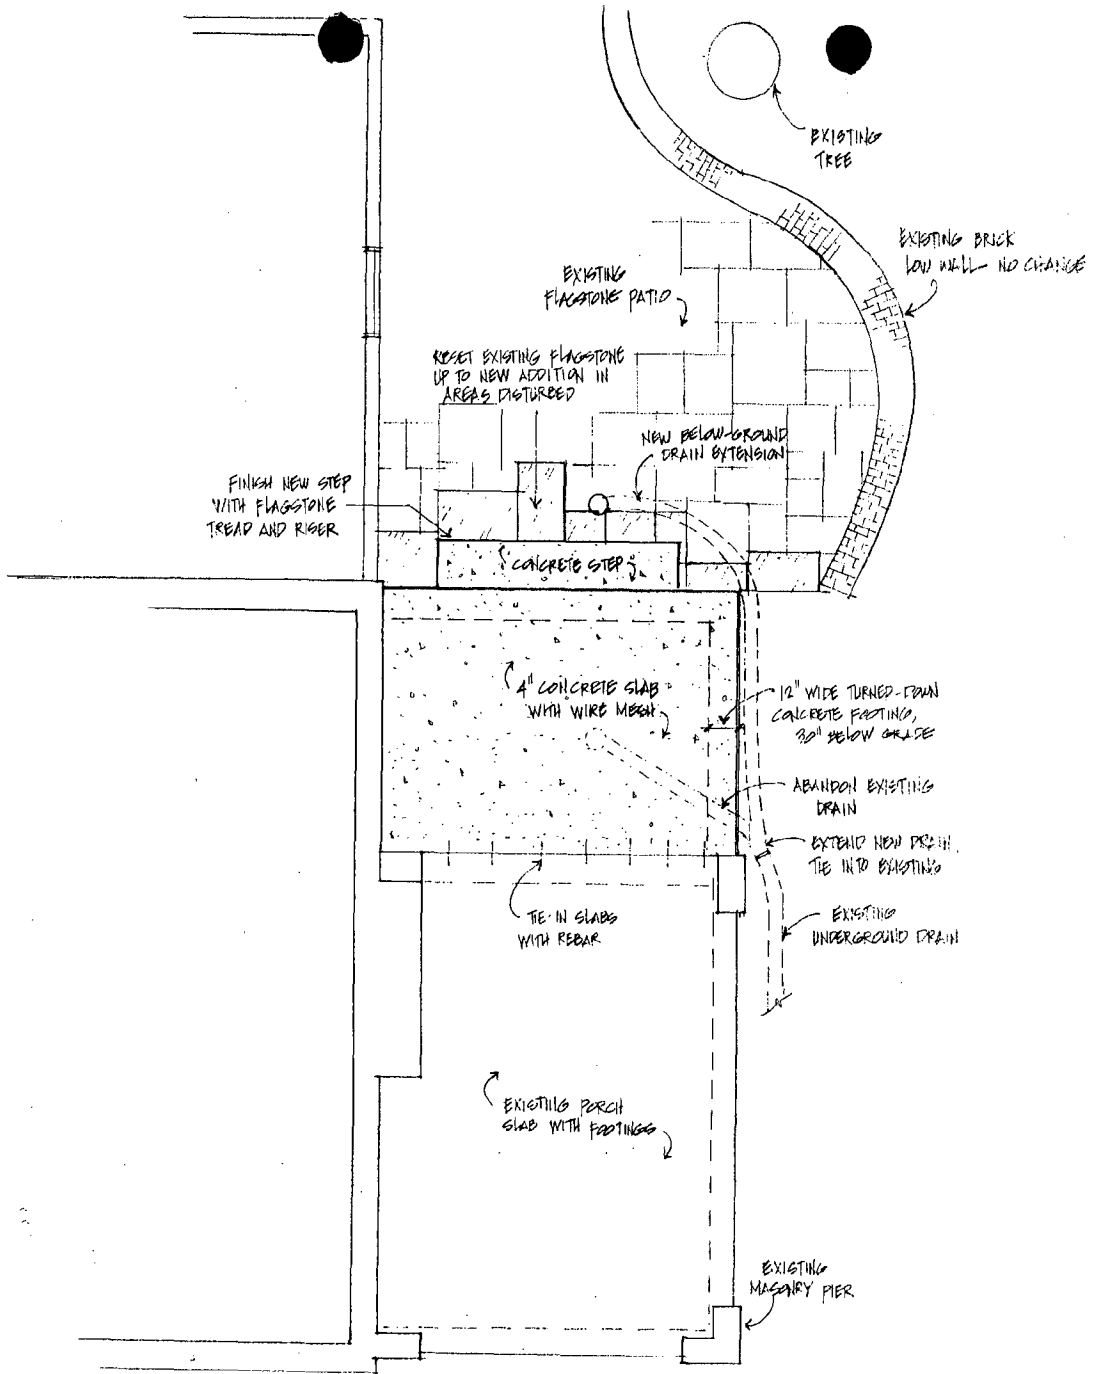 EXISTING
TREE
EXISTING BRICK
LOW WALL - NO CHANGE
EXISTING
FLAGSTONE PATIO
RESET EXISTING FLAGSTONE
UP TO NEW ADDITION IN
AREAS DISTURBED
NEW BELOW-GROUND
DRAIN EXTENSION
FINISH NEW STEP
WITH FLAGSTONE
TREAD AND RISER
CONCRETE STEP
4" CONCRETE SLAB
WITH WIRE MESH
12" WIDE TURNED-DOWN
CONCRETE FOOTING,
30" BELOW GRADE
ABANDON EXISTING
DRAIN
EXTEND NEW DRAIN,
TIE INTO EXISTING
TIE-IN SLABS
WITH REBAR
EXISTING
UNDERGROUND DRAIN
EXISTING PORCH
SLAB WITH FOOTINGS
EXISTING
MASONRY PIER